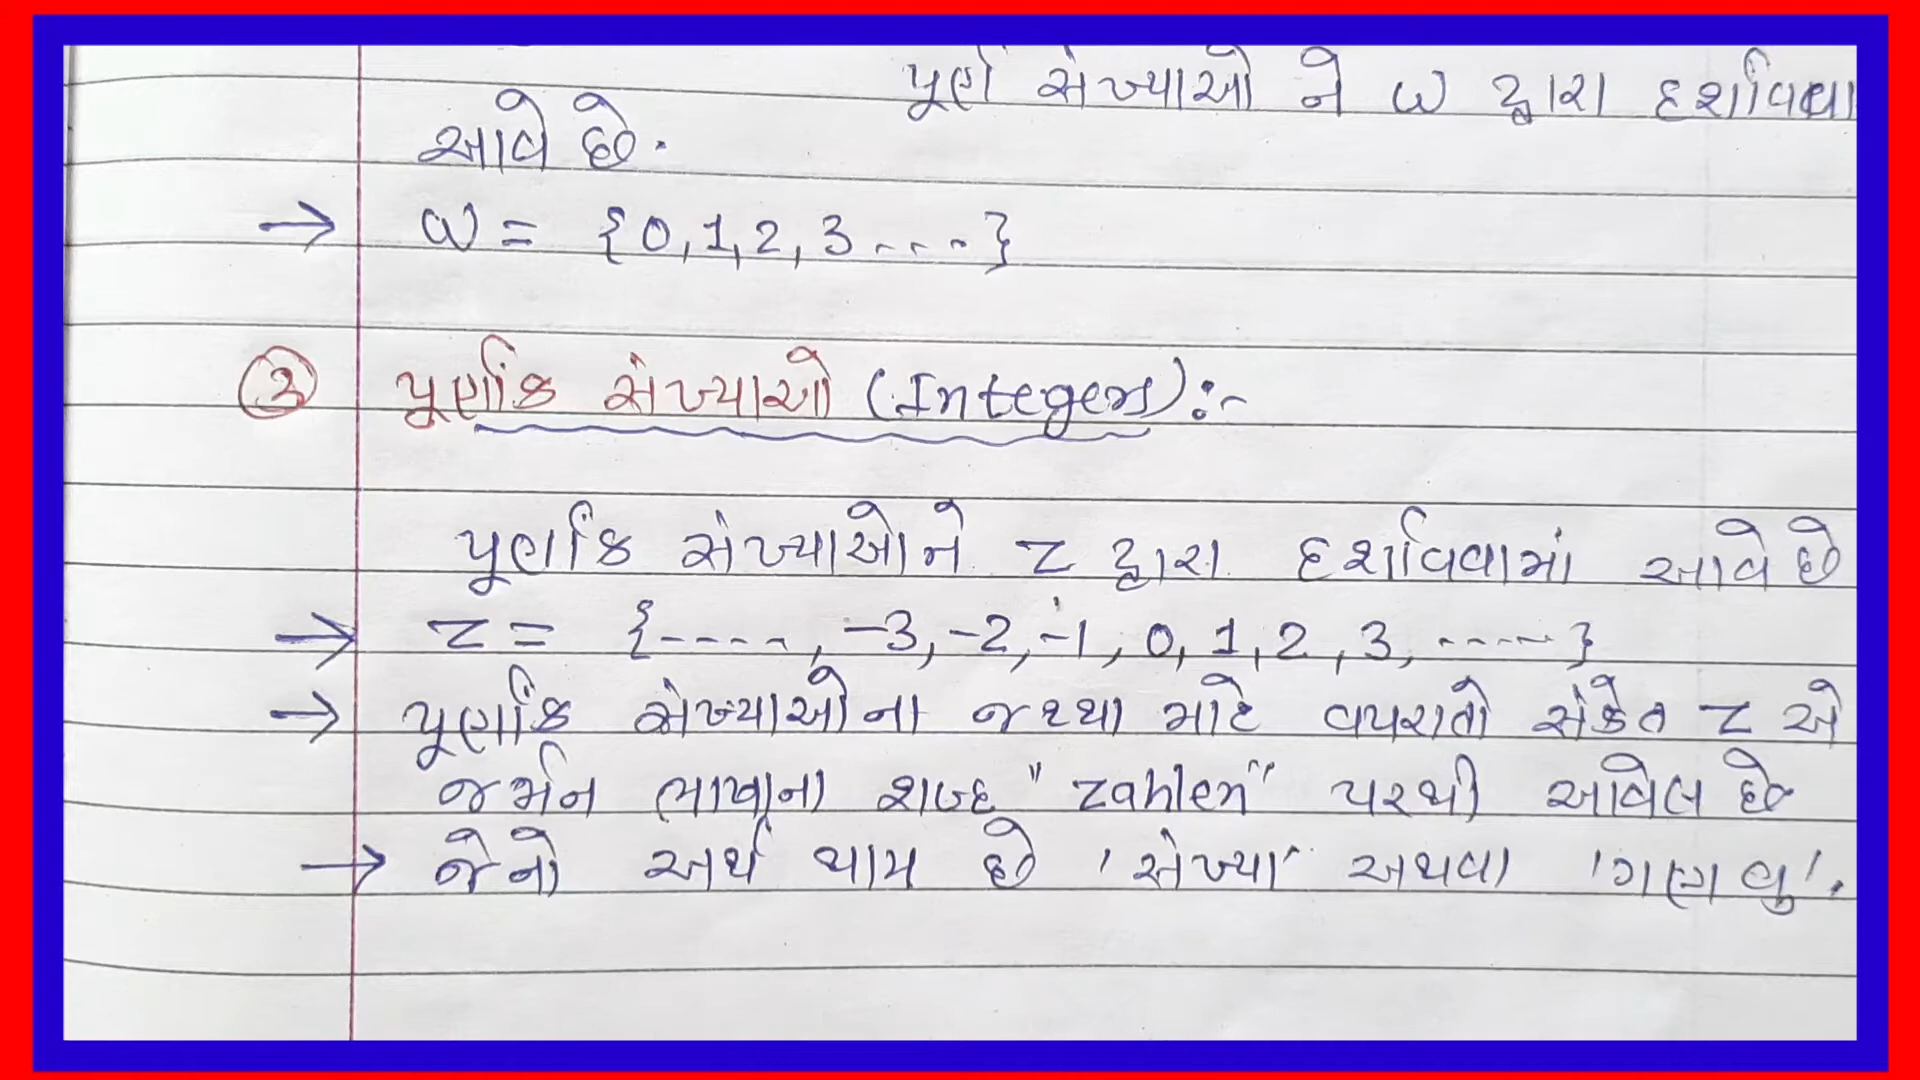 પૂર્ણ સંખ્યાઓ ને W દ્વારા દર્શાવવા
આવે છે.
→ W = {0, 1, 2, 3 ....}
③ પૂર્ણાંક સંખ્યાઓ (Integers):-
પૂર્ણાંક સંખ્યાઓને Z દ્વારા દર્શાવવામાં આવે છે
→ Z = {----, -3, -2, -1, 0, 1, 2, 3, -----}
→ પૂર્ણાંક સંખ્યાઓના જથ્થા માટે વપરાતો સંકેત Z એ
જર્મન ભાષાના શબ્દ "Zahlen" પરથી આવેલ છે
→ જેનો અર્થ થાય છે 'સંખ્યા' અથવા 'ગણવુ'.